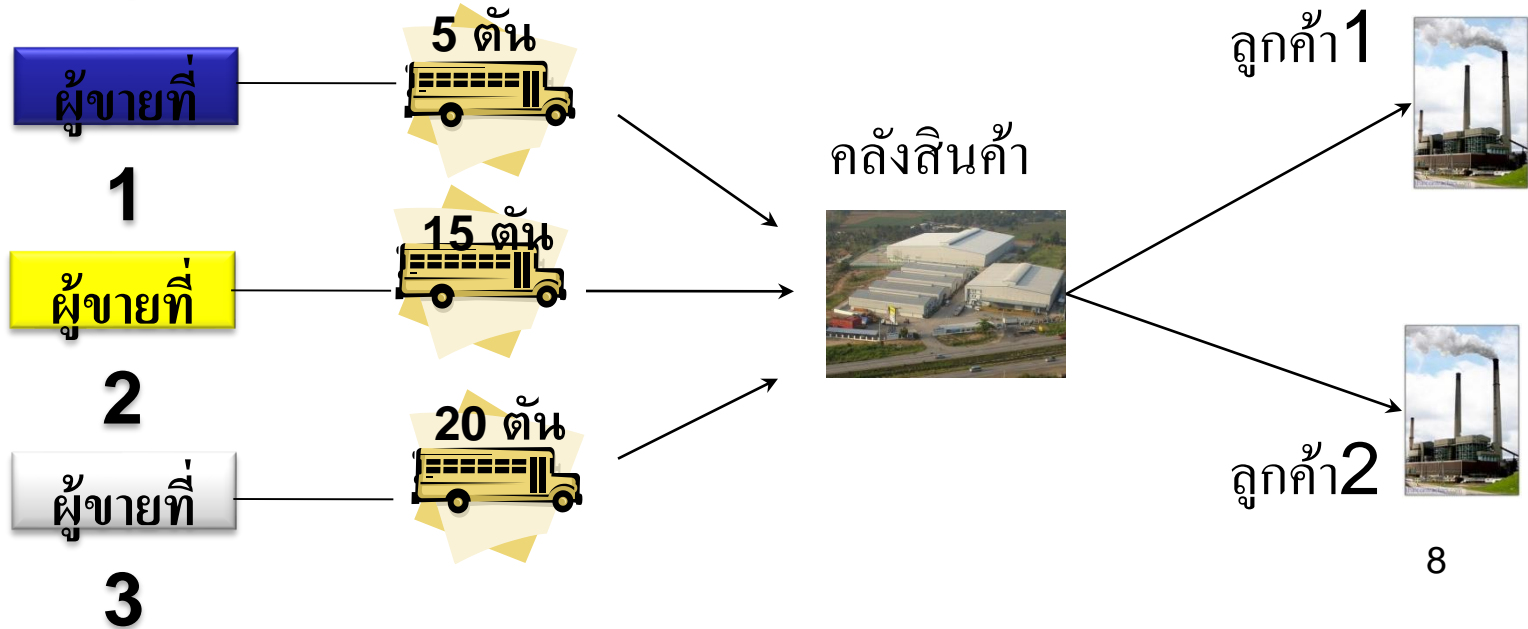 ผู้ขายที่
1
5 ตัน
ผู้ขายที่
2
15 ตัน
ผู้ขายที่
3
20 ตัน
คลังสินค้า
ลูกค้า1
ลูกค้า2
8